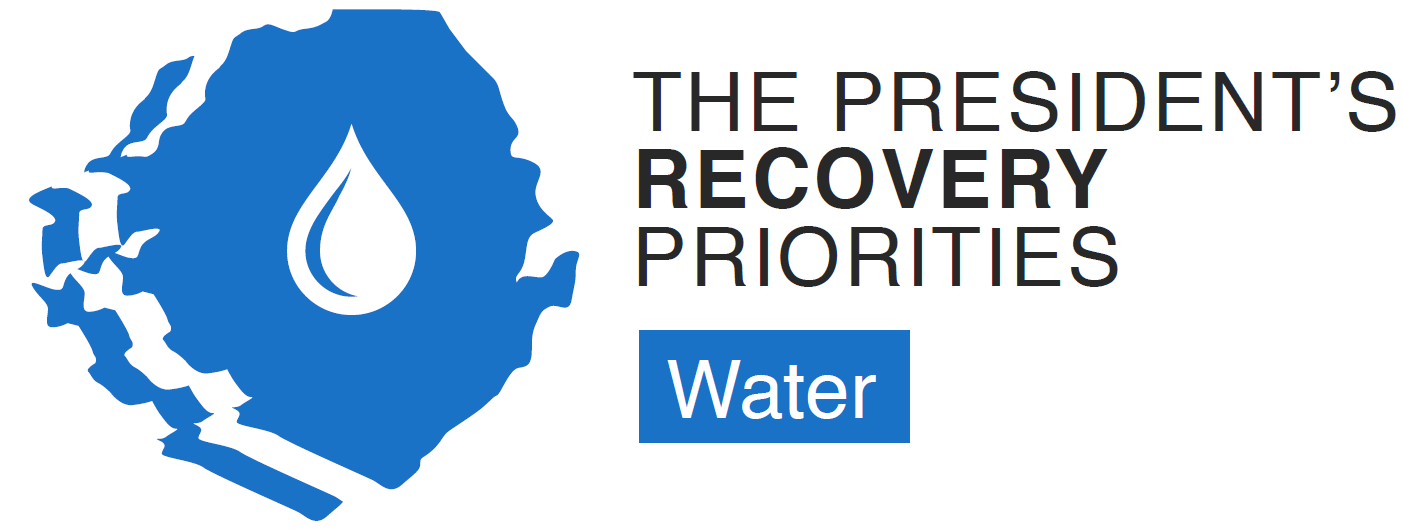 THE PRESIDENT’S
RECOVERY
PRIORITIES
Water